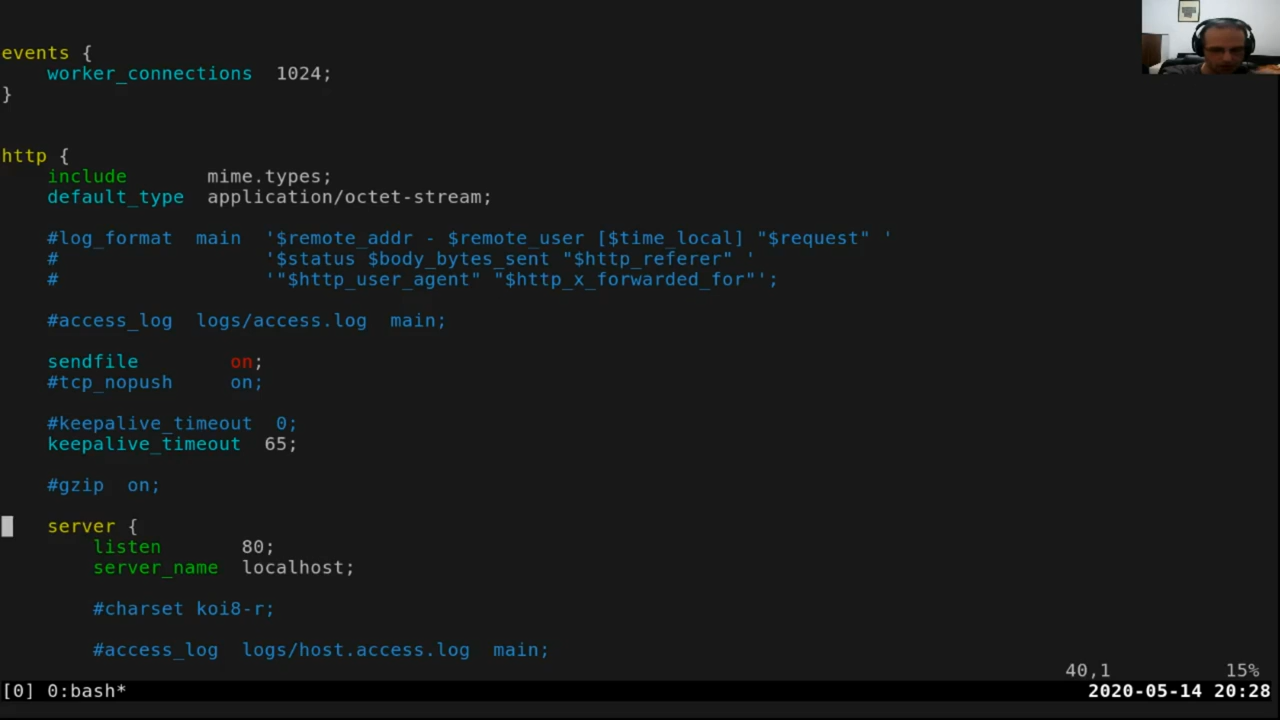 events {
    worker_connections  1024;
}
http {
    include       mime.types;
    default_type  application/octet-stream;
    #log_format  main  '$remote_addr - $remote_user [$time_local] "$request" '
    #                  '$status $body_bytes_sent "$http_referer" '
    #                  '"$http_user_agent" "$http_x_forwarded_for"';
    #access_log  logs/access.log  main;
    sendfile        on;
    #tcp_nopush     on;
    #keepalive_timeout  0;
    keepalive_timeout  65;
    #gzip  on;
    server {
        listen       80;
        server_name  localhost;
        #charset koi8-r;
        #access_log  logs/host.access.log  main;
40,1          15%
[0] 0:bash* 2020-05-14 20:28